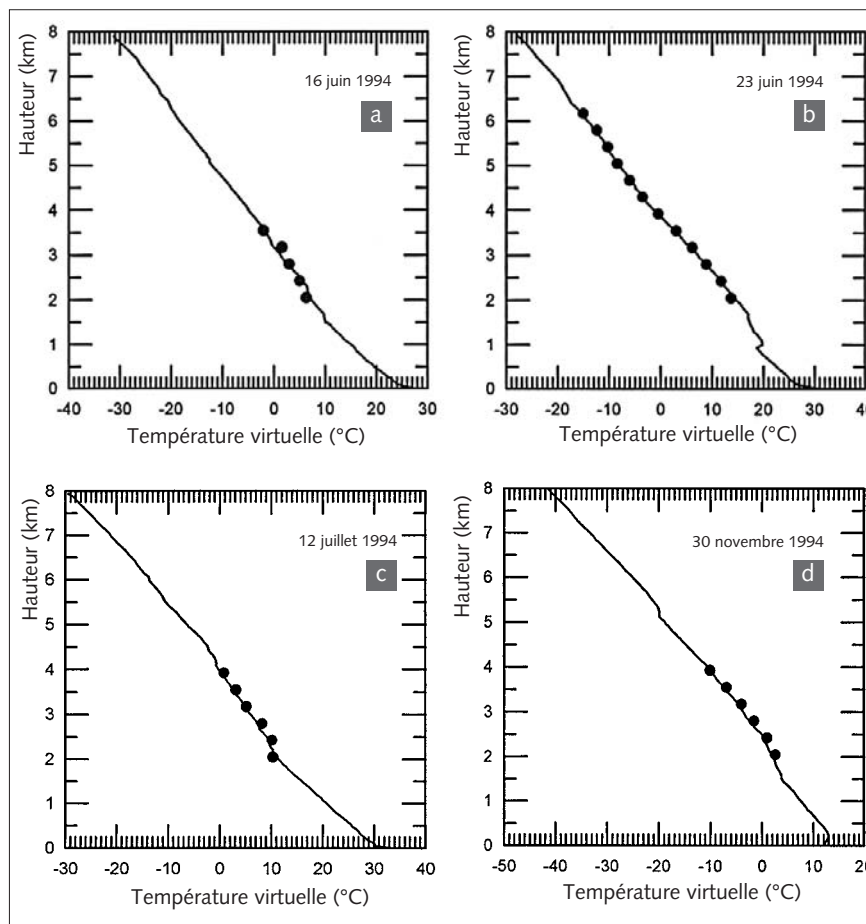 8
7
6
5
4
3
2
1
0
Hauteur (km)
16 juin 1994
a
-40 -30 -20 -10 0 10 20 30
Température virtuelle (°C)
8
7
6
5
4
3
2
1
0
Hauteur (km)
23 juin 1994
b
-30 -20 -10 0 10 20 30 40
Température virtuelle (°C)
8
7
6
5
4
3
2
1
0
Hauteur (km)
12 juillet 1994
c
-30 -20 -10 0 10 20 30 40
Température virtuelle (°C)
8
7
6
5
4
3
2
1
0
Hauteur (km)
30 novembre 1994
d
-50 -40 -30 -20 -10 0 10 20
Température virtuelle (°C)